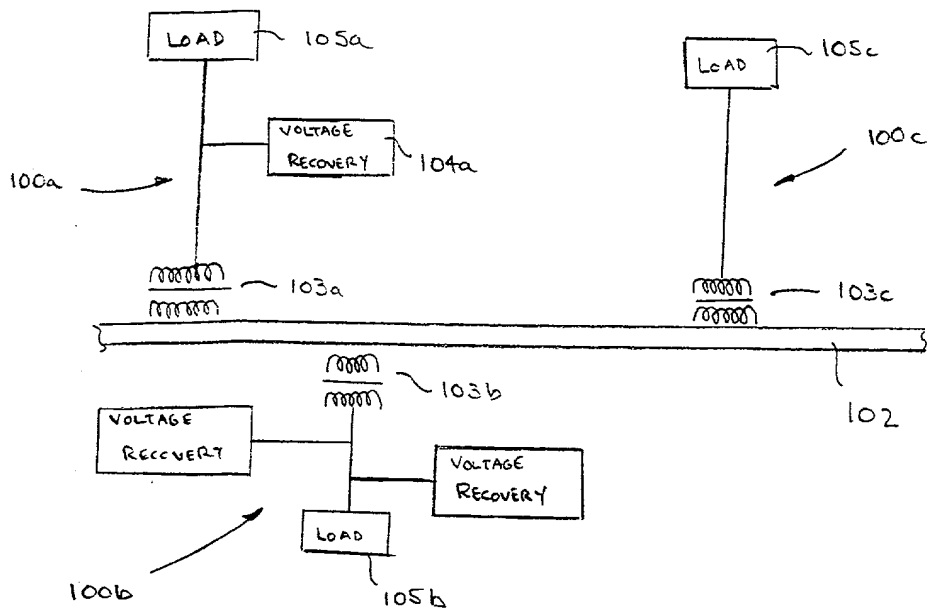 LOAD
105a
LOAD
105c
VOLTAGE
RECOVERY
104a
100a
100c
103a
103c
103b
102
VOLTAGE
RECOVERY
VOLTAGE
RECOVERY
LOAD
100b
105b